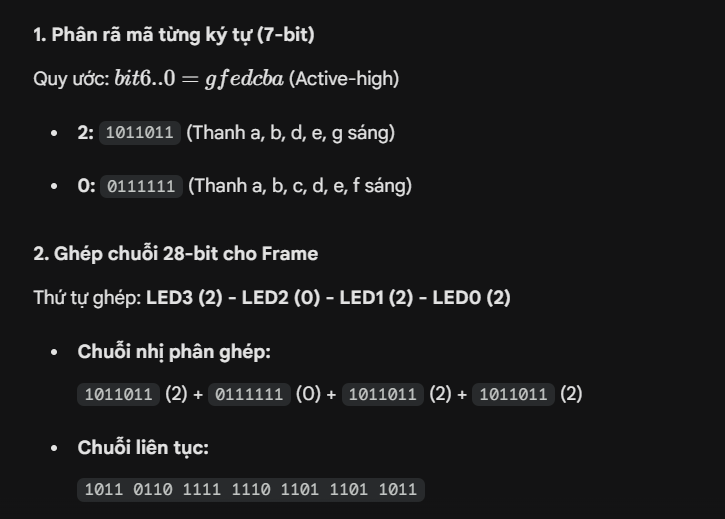 1. Phân rã mã từng ký tự (7-bit)
Quy ước: bit6..0 = gfedcba (Active-high)
• 2: 1011011 (Thanh a, b, d, e, g sáng)
• 0: 0111111 (Thanh a, b, c, d, e, f sáng)
2. Ghép chuỗi 28-bit cho Frame
Thứ tự ghép: LED3 (2) - LED2 (0) - LED1 (2) - LED0 (2)
• Chuỗi nhị phân ghép:
1011011 (2) + 0111111 (0) + 1011011 (2) + 1011011 (2)
• Chuỗi liên tục:
1011 0110 1111 1110 1101 1101 1011